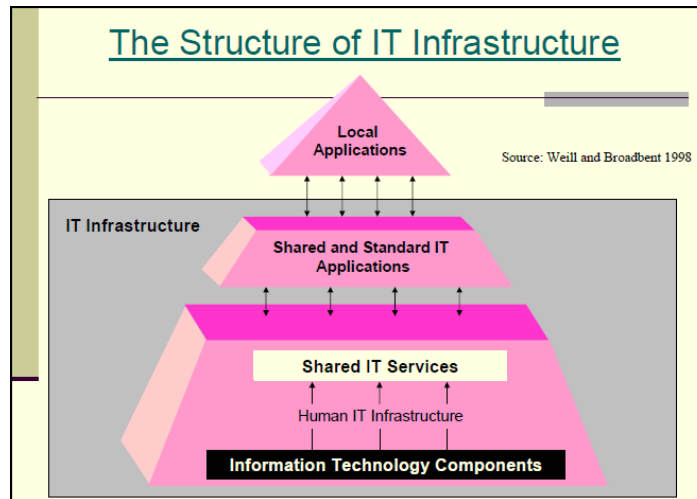 The Structure of IT Infrastructure
Local
Applications
Source: Weill and Broadbent 1998
IT Infrastructure
Shared and Standard IT
Applications
Shared IT Services
Human IT Infrastructure
Information Technology Components